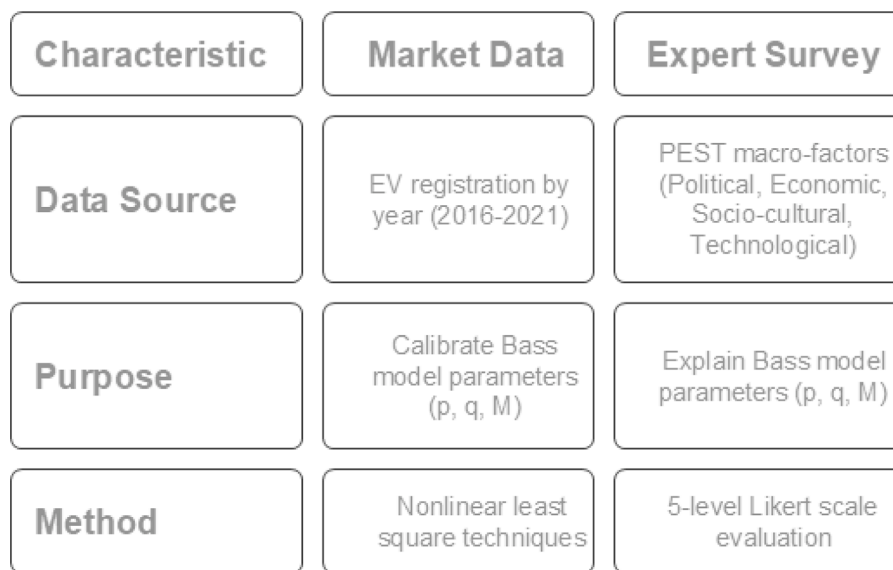 Characteristic
Market Data
Expert Survey
Data Source
EV registration by
year (2016-2021)
PEST macro-factors
(Political, Economic,
Socio-cultural,
Technological)
Purpose
Calibrate Bass
model parameters
(p, q, M)
Explain Bass model
parameters (p, q, M)
Method
Nonlinear least
square techniques
5-level Likert scale
evaluation